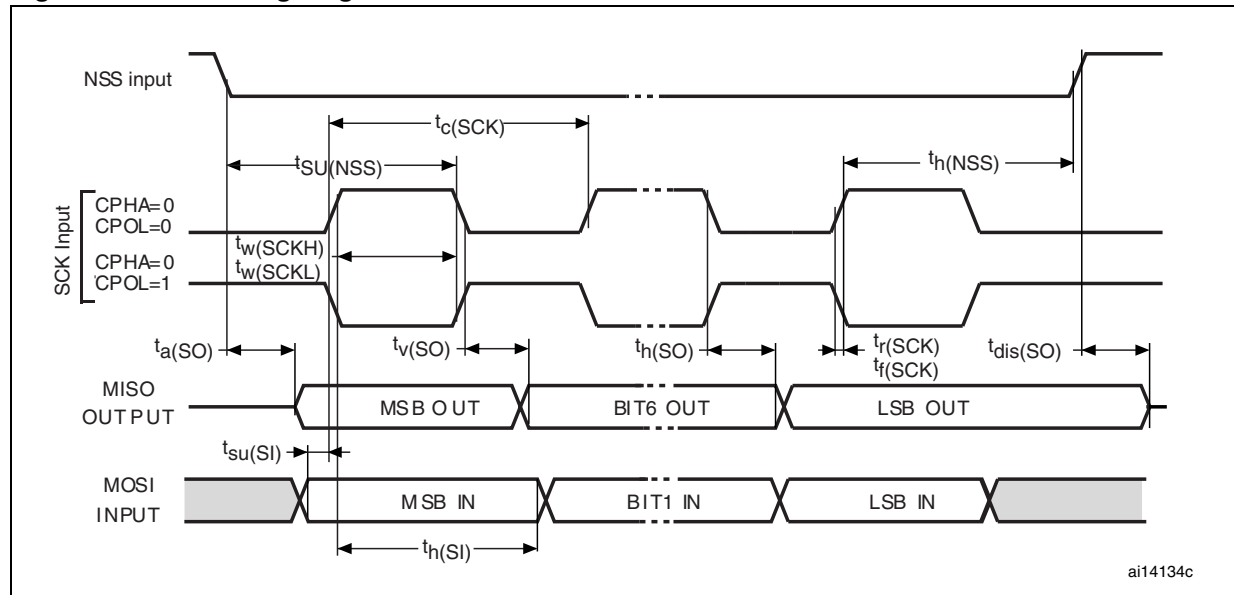 NSS input
tc(SCK)
tSU(NSS)
th(NSS)
SCK Input
CPHA=0
CPOL=0
tw(SCKH)
CPHA=0
tw(SCKL)
CPOL=1
ta(SO)
tv(SO)
th(SO)
tr(SCK)
tf(SCK)
tdis(SO)
MISO
OUTPUT
MSB OUT
BIT6 OUT
LSB OUT
tsu(SI)
MOSI
INPUT
MSB IN
BIT1 IN
LSB IN
th(SI)
ai14134c